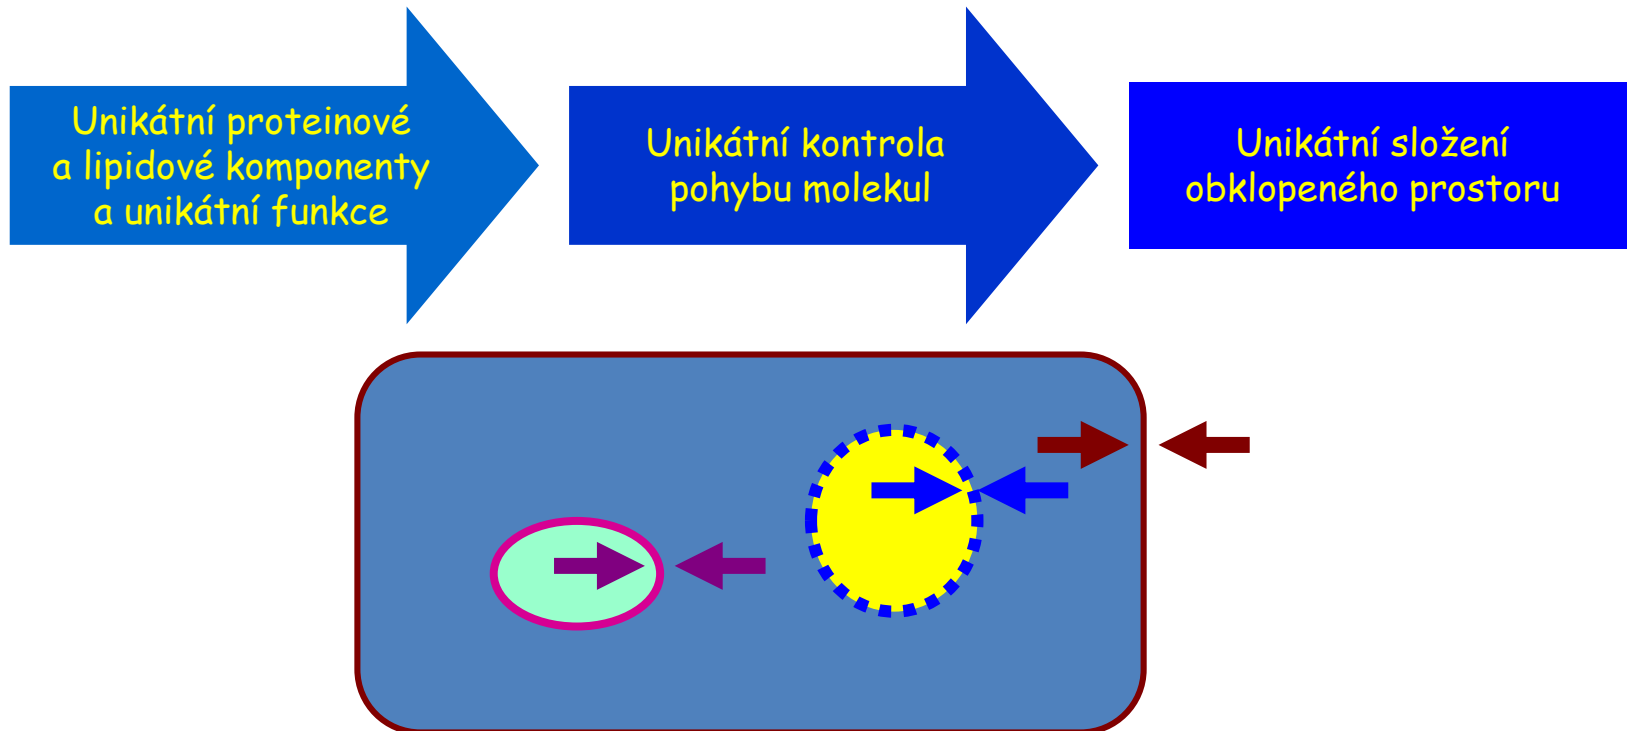 Unikátní proteinové
a lipidové komponenty
a unikátní funkce
Unikátní kontrola
pohybu molekul
Unikátní složení
obklopeného prostoru